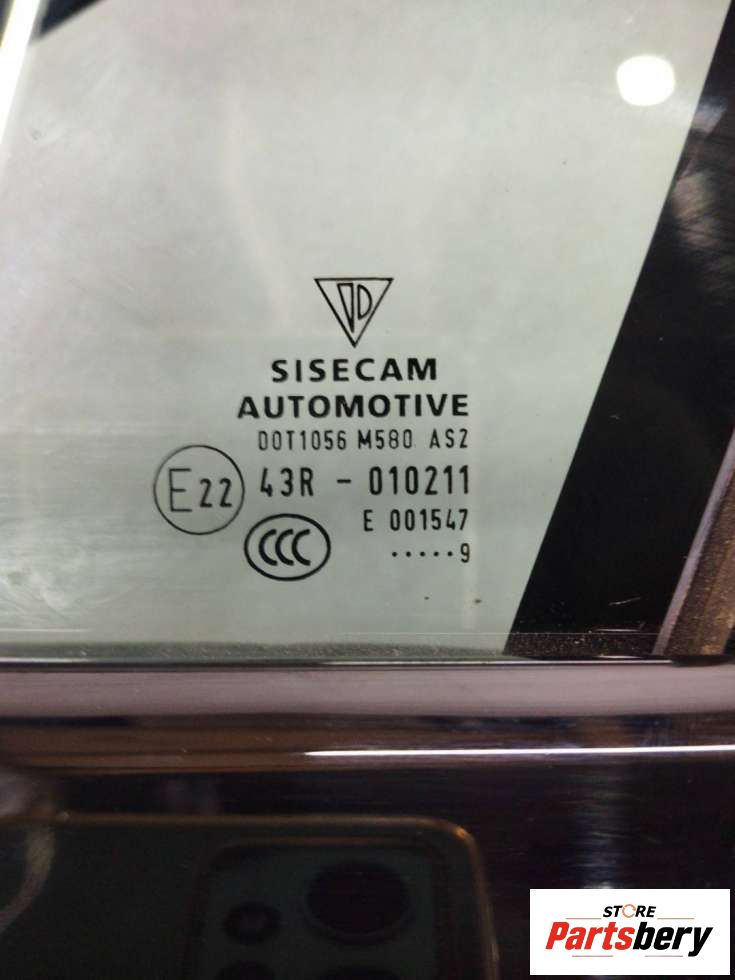 SISECAM
AUTOMOTIVE
DOT1056 M580 AS2
E22 43R - 010211
E 001547
CCC
.....9
STORE
Partsbery